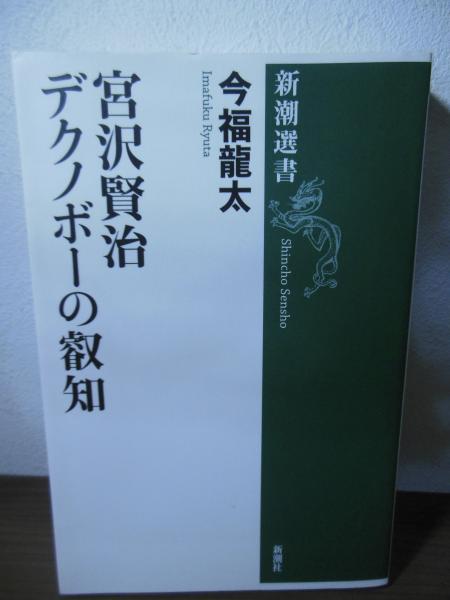 新潮選書
Shincho Sensho
今福龍太
Imafuku Ryuta
宮沢賢治
デクノボーの叡知
新潮社